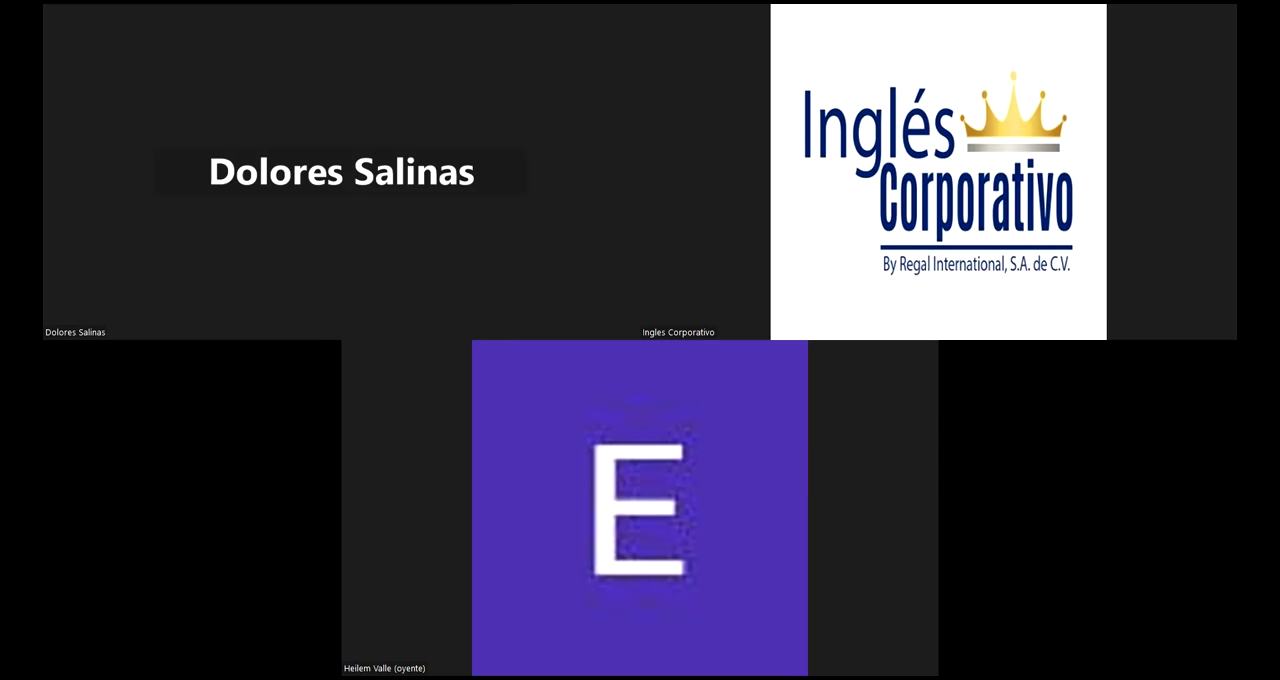 Dolores Salinas
Dolores Salinas
Inglés
Corporativo
By Regal International, S.A. de C.V.
Ingles Corporativo
E
Heilem Valle (oyente)